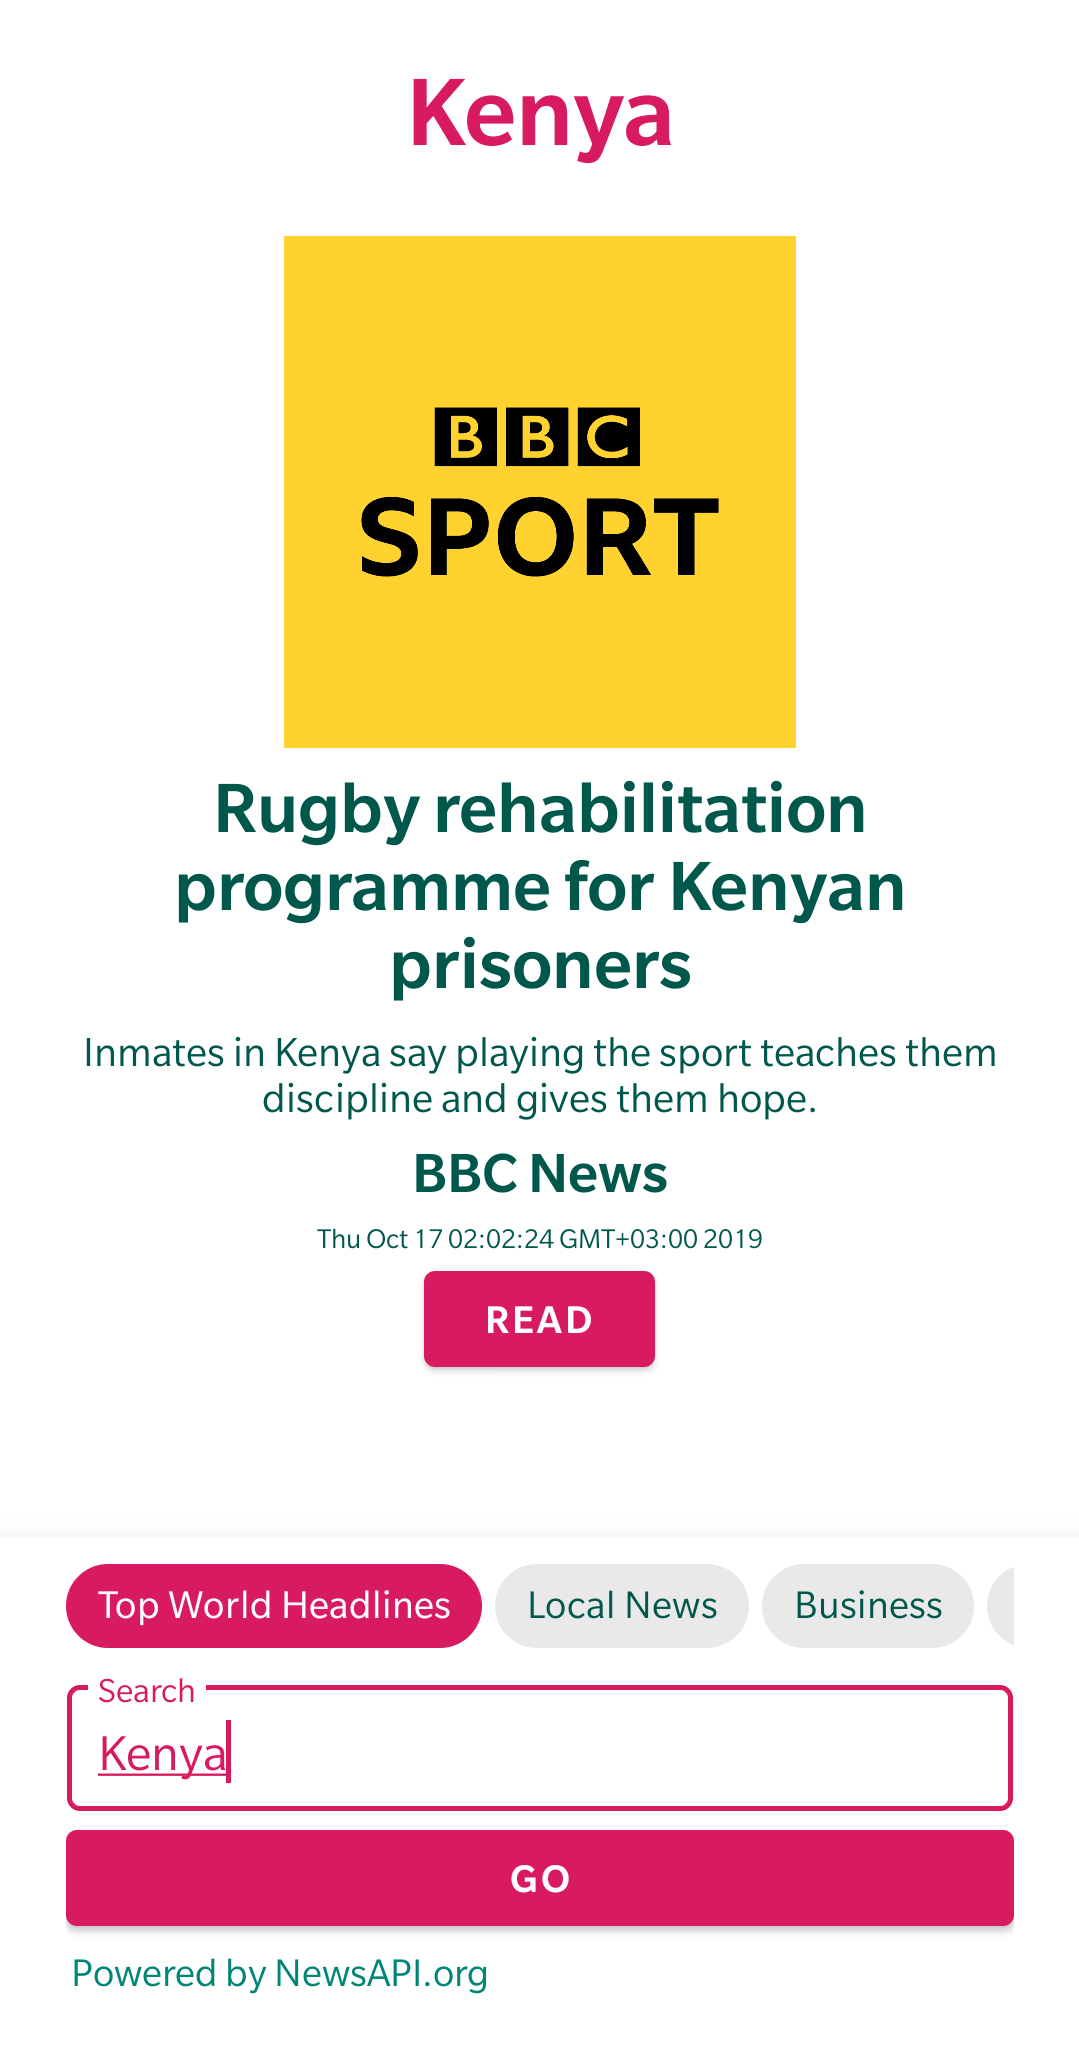 Kenya
BBC
SPORT
Rugby rehabilitation
programme for Kenyan
prisoners
Inmates in Kenya say playing the sport teaches them
discipline and gives them hope.
BBC News
Thu Oct 17 02:02:24 GMT+03:00 2019
READ
Top World Headlines Local News Business
Search
Kenya
GO
Powered by NewsAPI.org